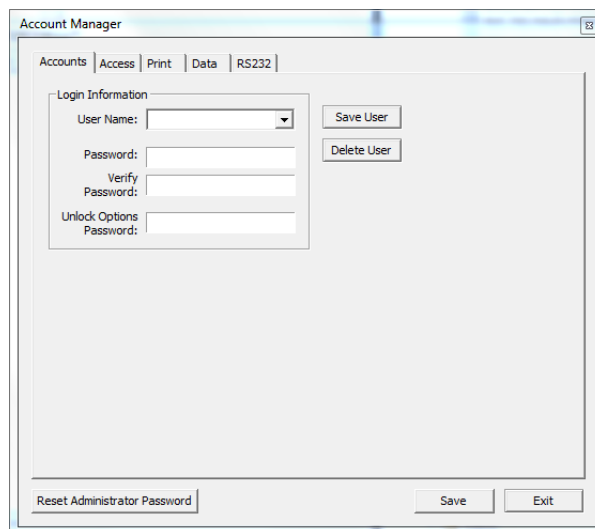 Account Manager
Accounts Access Print Data RS232
Login Information
User Name:
Save User
Password:
Delete User
Verify
Password:
Unlock Options
Password:
Reset Administrator Password
Save
Exit